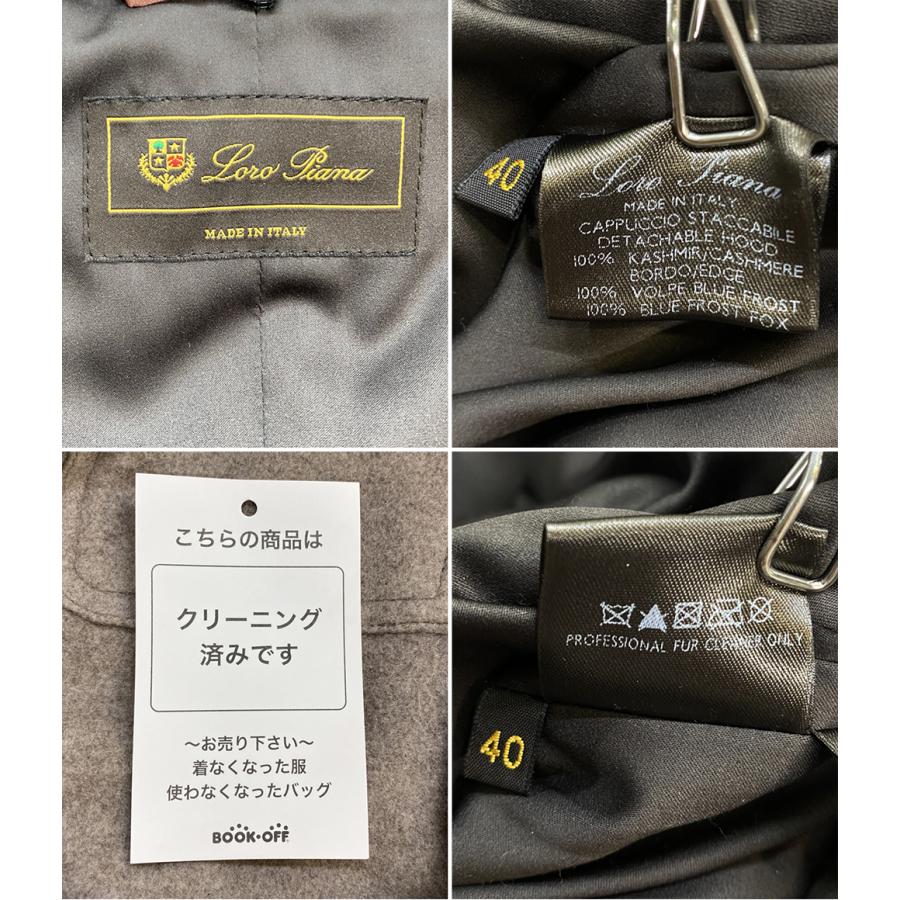 Loro Piana
MADE IN ITALY
40
Loro Piana
MADE IN ITALY
CAPPUCCIO STACCABILE
DETACHABLE HOOD
100% KASHMIR/CASHMERE
BORDO/EDGE
100% VOLPE BLUE FROST
100% BLUE FROST FOX
こちらの商品は
クリーニング
済みです
～お売り下さい～
着なくなった服
使わなくなったバッグ
BOOK・OFF
PROFESSIONAL FUR CLEANER ONLY
40